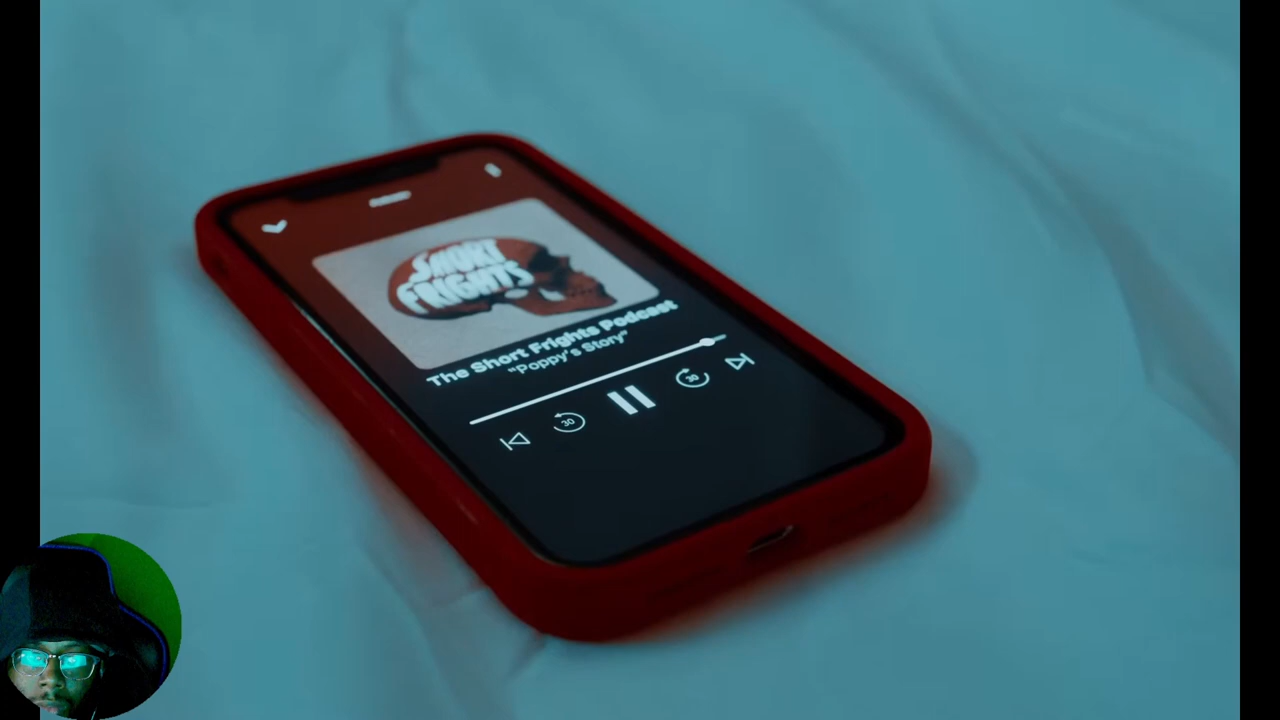 SHORT
FRIGHTS
The Short Frights Podcast
"Poppy's Story"
30
30